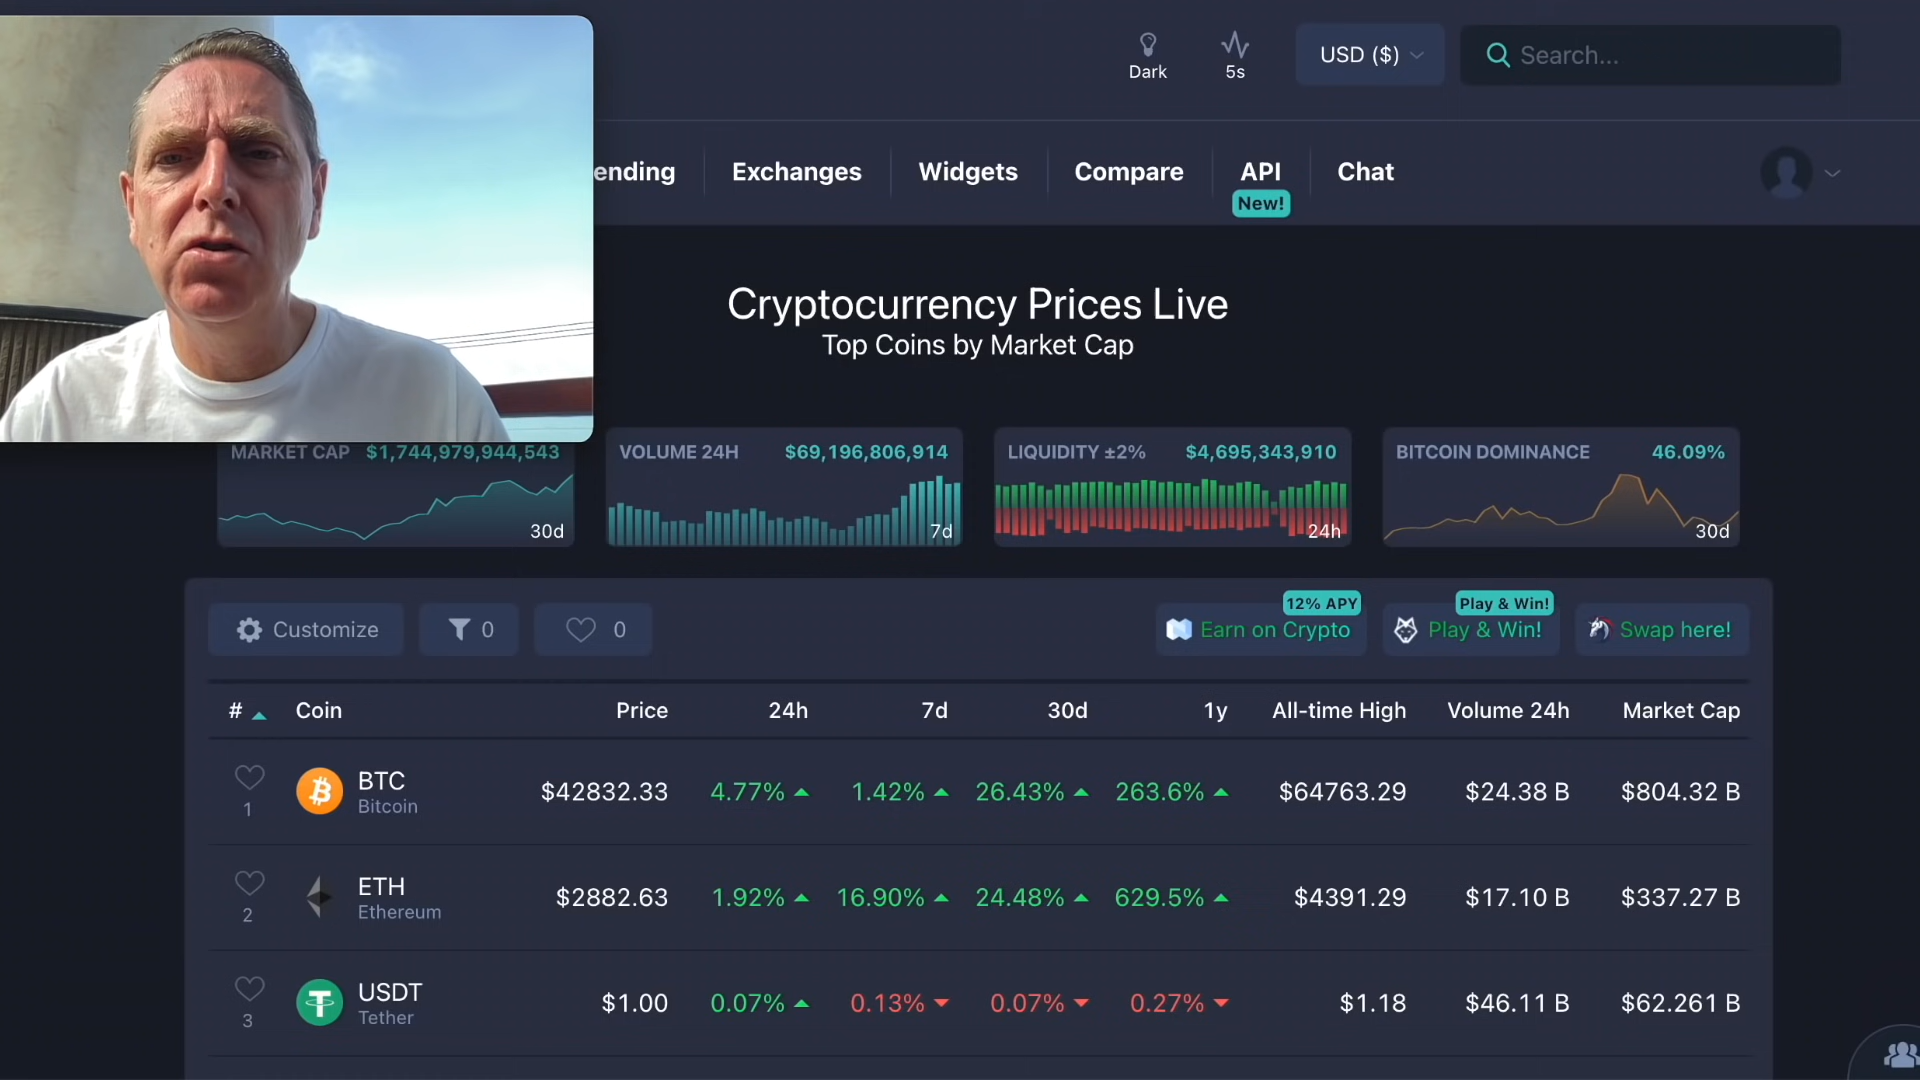 Dark
5s
USD ($)
Search...
ending
Exchanges
Widgets
Compare
API
New!
Chat
Cryptocurrency Prices Live
Top Coins by Market Cap
MARKET CAP $1,744,979,944,543
30d
VOLUME 24H $69,196,806,914
7d
LIQUIDITY ±2% $4,695,343,910
24h
BITCOIN DOMINANCE 46.09%
30d
Customize
0
0
12% APY
Earn on Crypto
Play & Win!
Play & Win!
Swap here!
# Coin Price 24h 7d 30d 1y All-time High Volume 24h Market Cap
1 BTC Bitcoin $42832.33 4.77% 1.42% 26.43% 263.6% $64763.29 $24.38 B $804.32 B
2 ETH Ethereum $2882.63 1.92% 16.90% 24.48% 629.5% $4391.29 $17.10 B $337.27 B
3 USDT Tether $1.00 0.07% 0.13% 0.07% 0.27% $1.18 $46.11 B $62.261 B